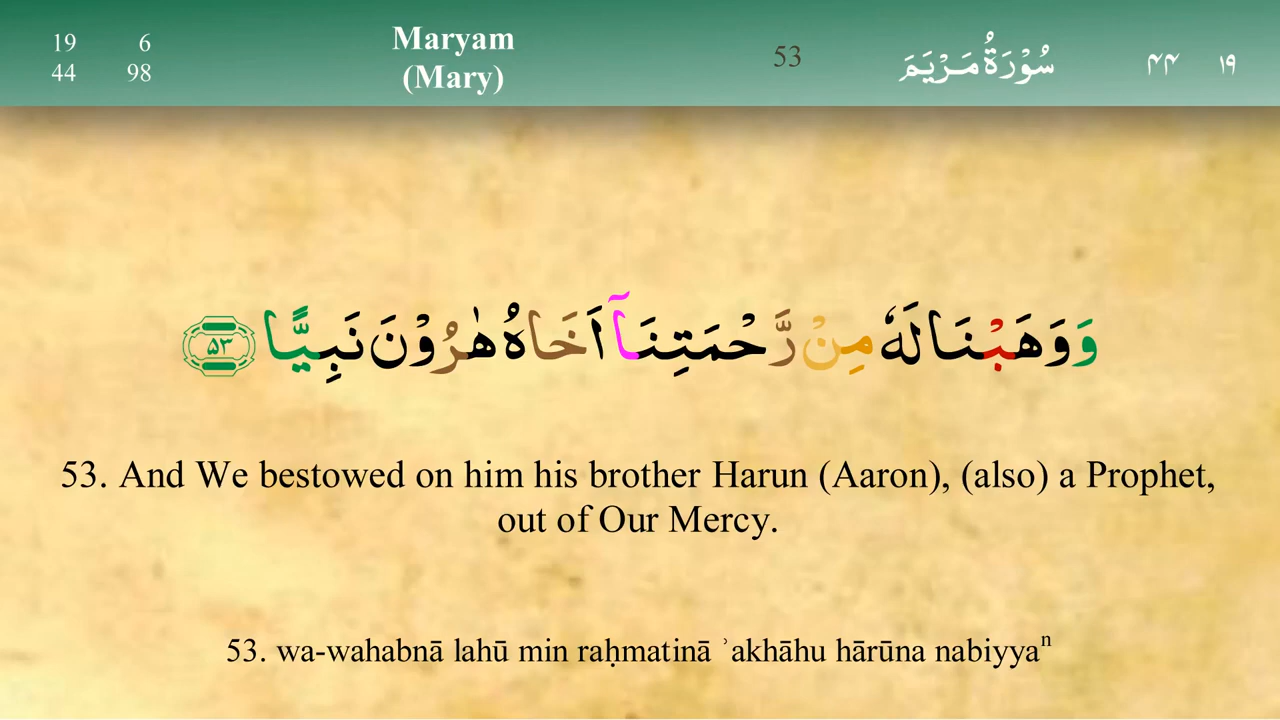 19 6 Maryam 53 سُوْرَةُ مَرْيَمَ ۴۴ ۱۹
44 98 (Mary)
وَوَهَبْنَا لَهٗ مِنْ رَّحْمَتِنَاۤ اَخَاهُ هٰرُوْنَ نَبِيًّا ۵۳
53. And We bestowed on him his brother Harun (Aaron), (also) a Prophet,
out of Our Mercy.
53. wa-wahabnā lahū min raḥmatinā ʾakhāhu hārūna nabiyyaⁿ